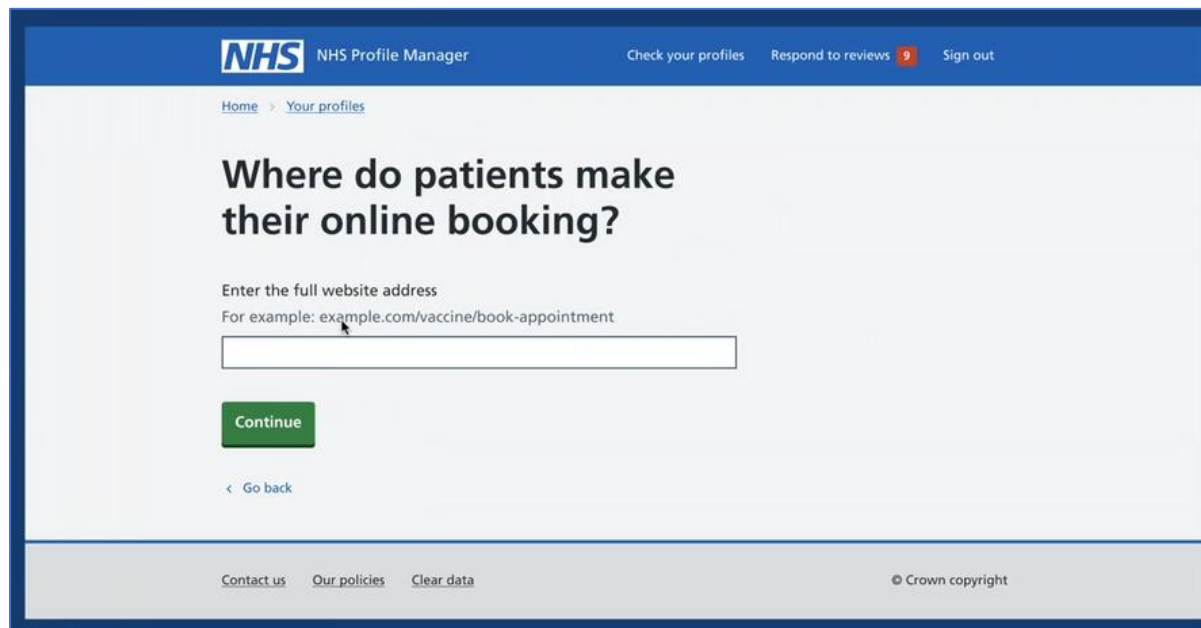 NHS NHS Profile Manager Check your profiles Respond to reviews 9 Sign out
Home > Your profiles
Where do patients make
their online booking?
Enter the full website address
For example: example.com/vaccine/book-appointment
Continue
< Go back
Contact us Our policies Clear data © Crown copyright